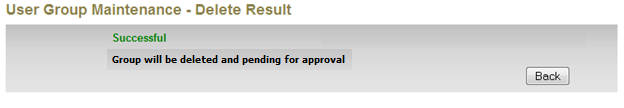 User Group Maintenance - Delete Result
Successful
Group will be deleted and pending for approval
Back